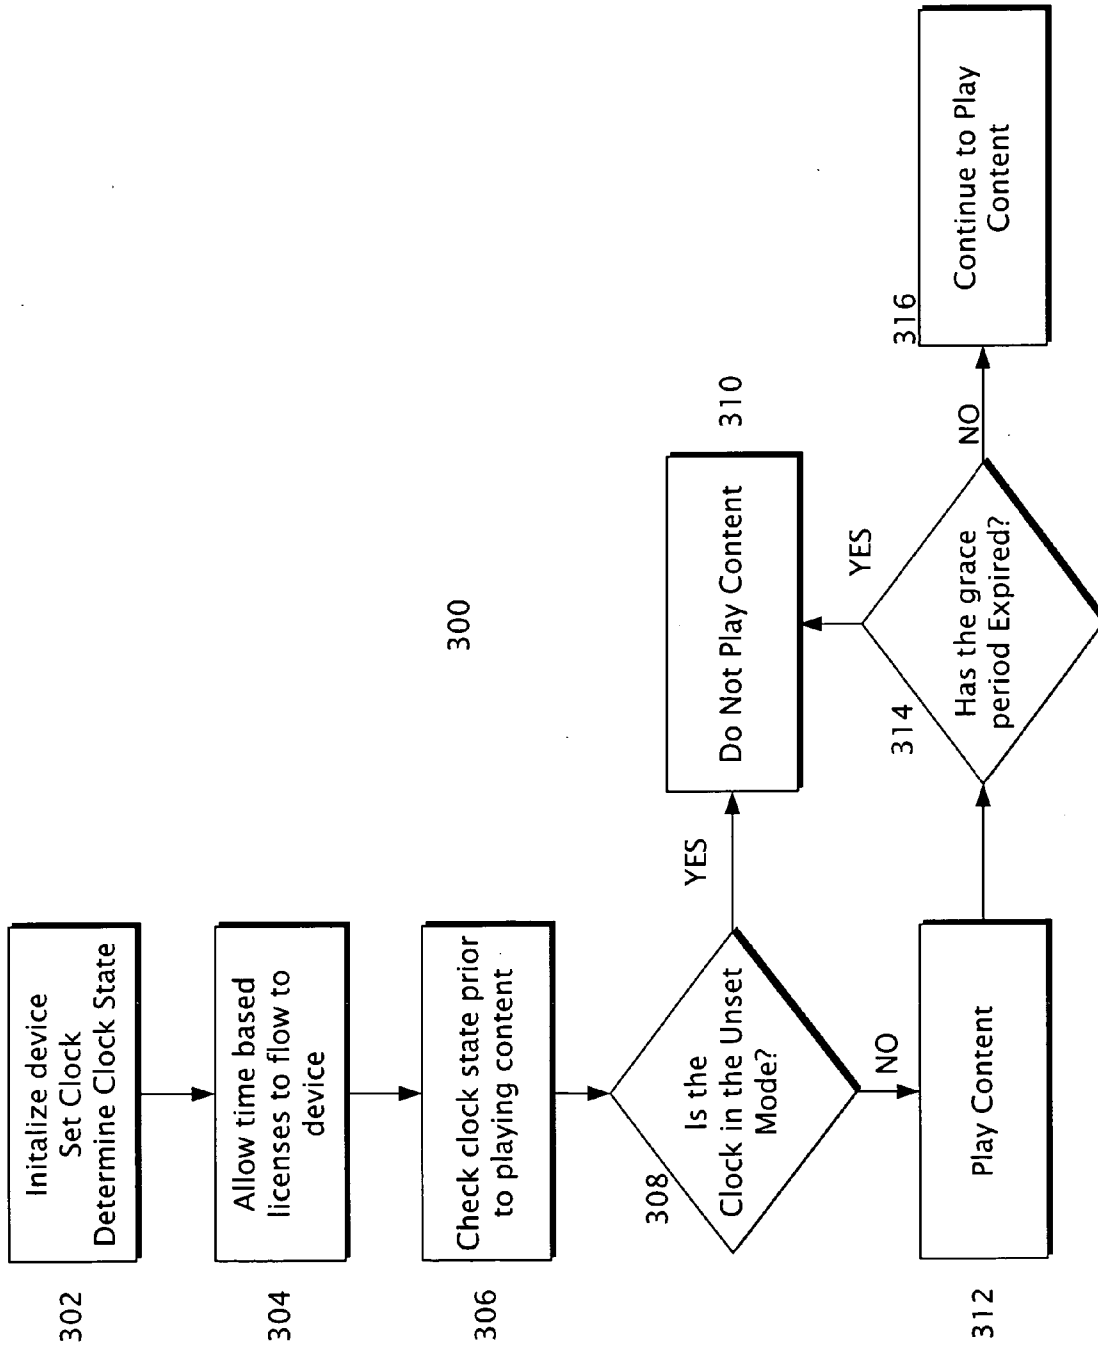 302
Initalize device
Set Clock
Determine Clock State
304
Allow time based
licenses to flow to
device
306
Check clock state prior
to playing content
300
308
Is the
Clock in the Unset
Mode?
YES
NO
310
Do Not Play Content
312
Play Content
314
Has the grace
period Expired?
YES
NO
316
Continue to Play
Content